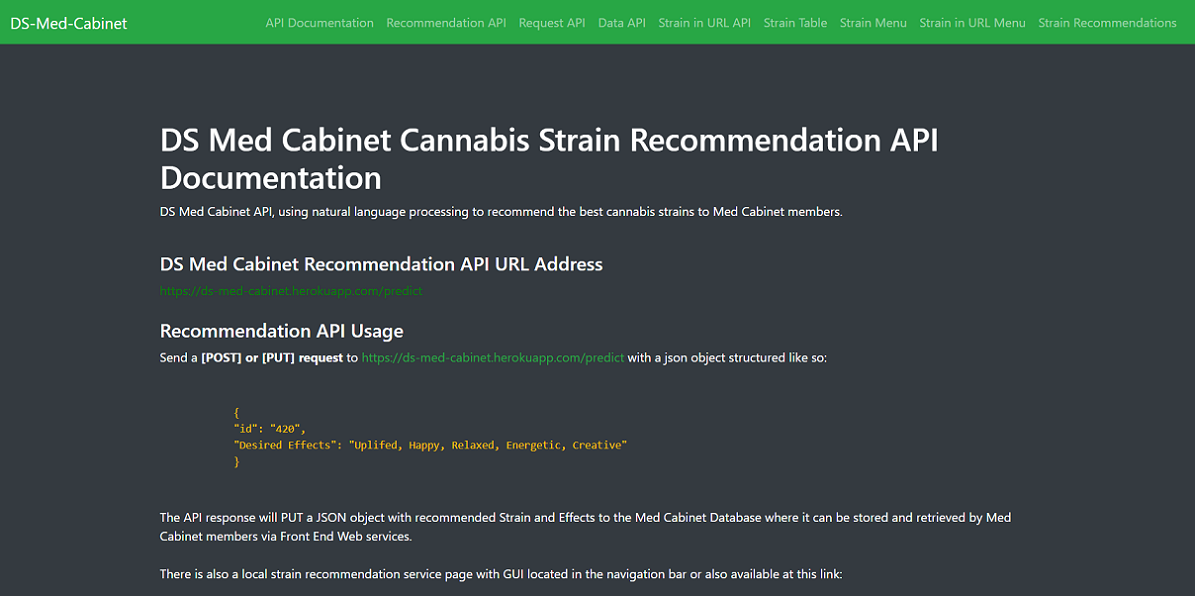 DS-Med-Cabinet API Documentation Recommendation API Request API Data API Strain in URL API Strain Table Strain Menu Strain in URL Menu Strain Recommendations
DS Med Cabinet Cannabis Strain Recommendation API
Documentation
DS Med Cabinet API, using natural language processing to recommend the best cannabis strains to Med Cabinet members.
DS Med Cabinet Recommendation API URL Address
https://ds-med-cabinet.herokuapp.com/predict
Recommendation API Usage
Send a [POST] or [PUT] request to https://ds-med-cabinet.herokuapp.com/predict with a json object structured like so:
{
"id": "420",
"Desired Effects": "Uplifed, Happy, Relaxed, Energetic, Creative"
}
The API response will PUT a JSON object with recommended Strain and Effects to the Med Cabinet Database where it can be stored and retrieved by Med
Cabinet members via Front End Web services.
There is also a local strain recommendation service page with GUI located in the navigation bar or also available at this link: